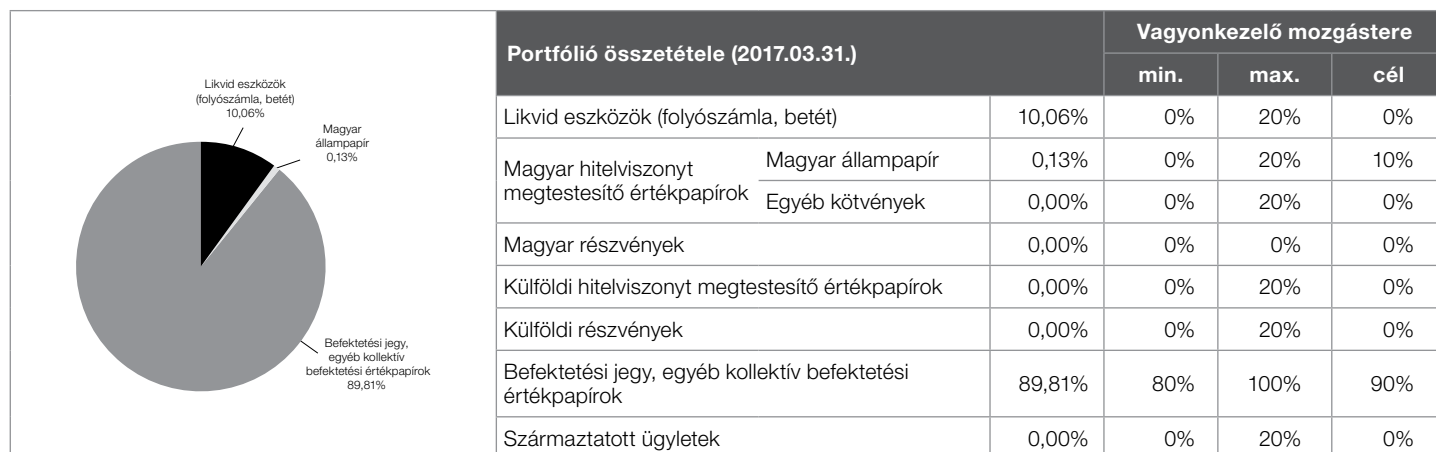 Likvid eszközök
(folyószámla, betét)
10,06%
Magyar
állampapír
0,13%
Befektetési jegy,
egyéb kollektív
befektetési értékpapírok
89,81%
Portfólió összetétele (2017.03.31.) Vagyonkezelő mozgástere
min. max. cél
Likvid eszközök (folyószámla, betét) 10,06% 0% 20% 0%
Magyar hitelviszonyt
megtestesítő értékpapírok
Magyar állampapír 0,13% 0% 20% 10%
Egyéb kötvények 0,00% 0% 20% 0%
Magyar részvények 0,00% 0% 0% 0%
Külföldi hitelviszonyt megtestesítő értékpapírok 0,00% 0% 20% 0%
Külföldi részvények 0,00% 0% 20% 0%
Befektetési jegy, egyéb kollektív befektetési
értékpapírok 89,81% 80% 100% 90%
Származtatott ügyletek 0,00% 0% 20% 0%